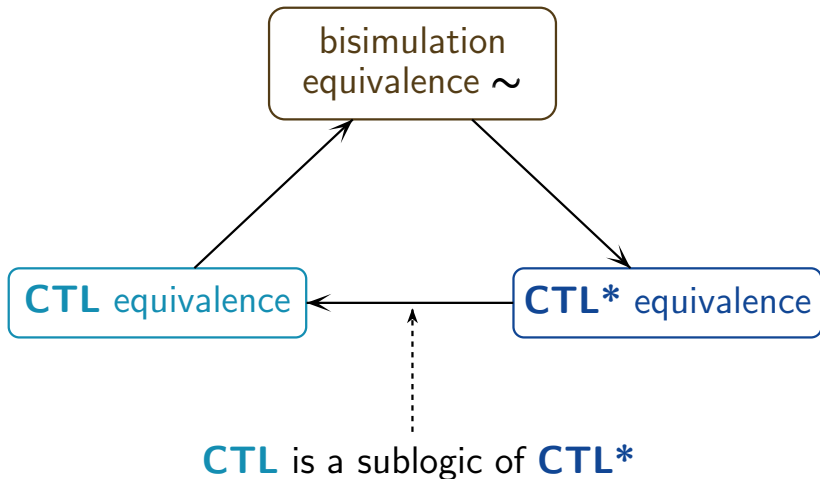 bisimulation
equivalence ∼
CTL equivalence
CTL* equivalence
CTL is a sublogic of CTL*